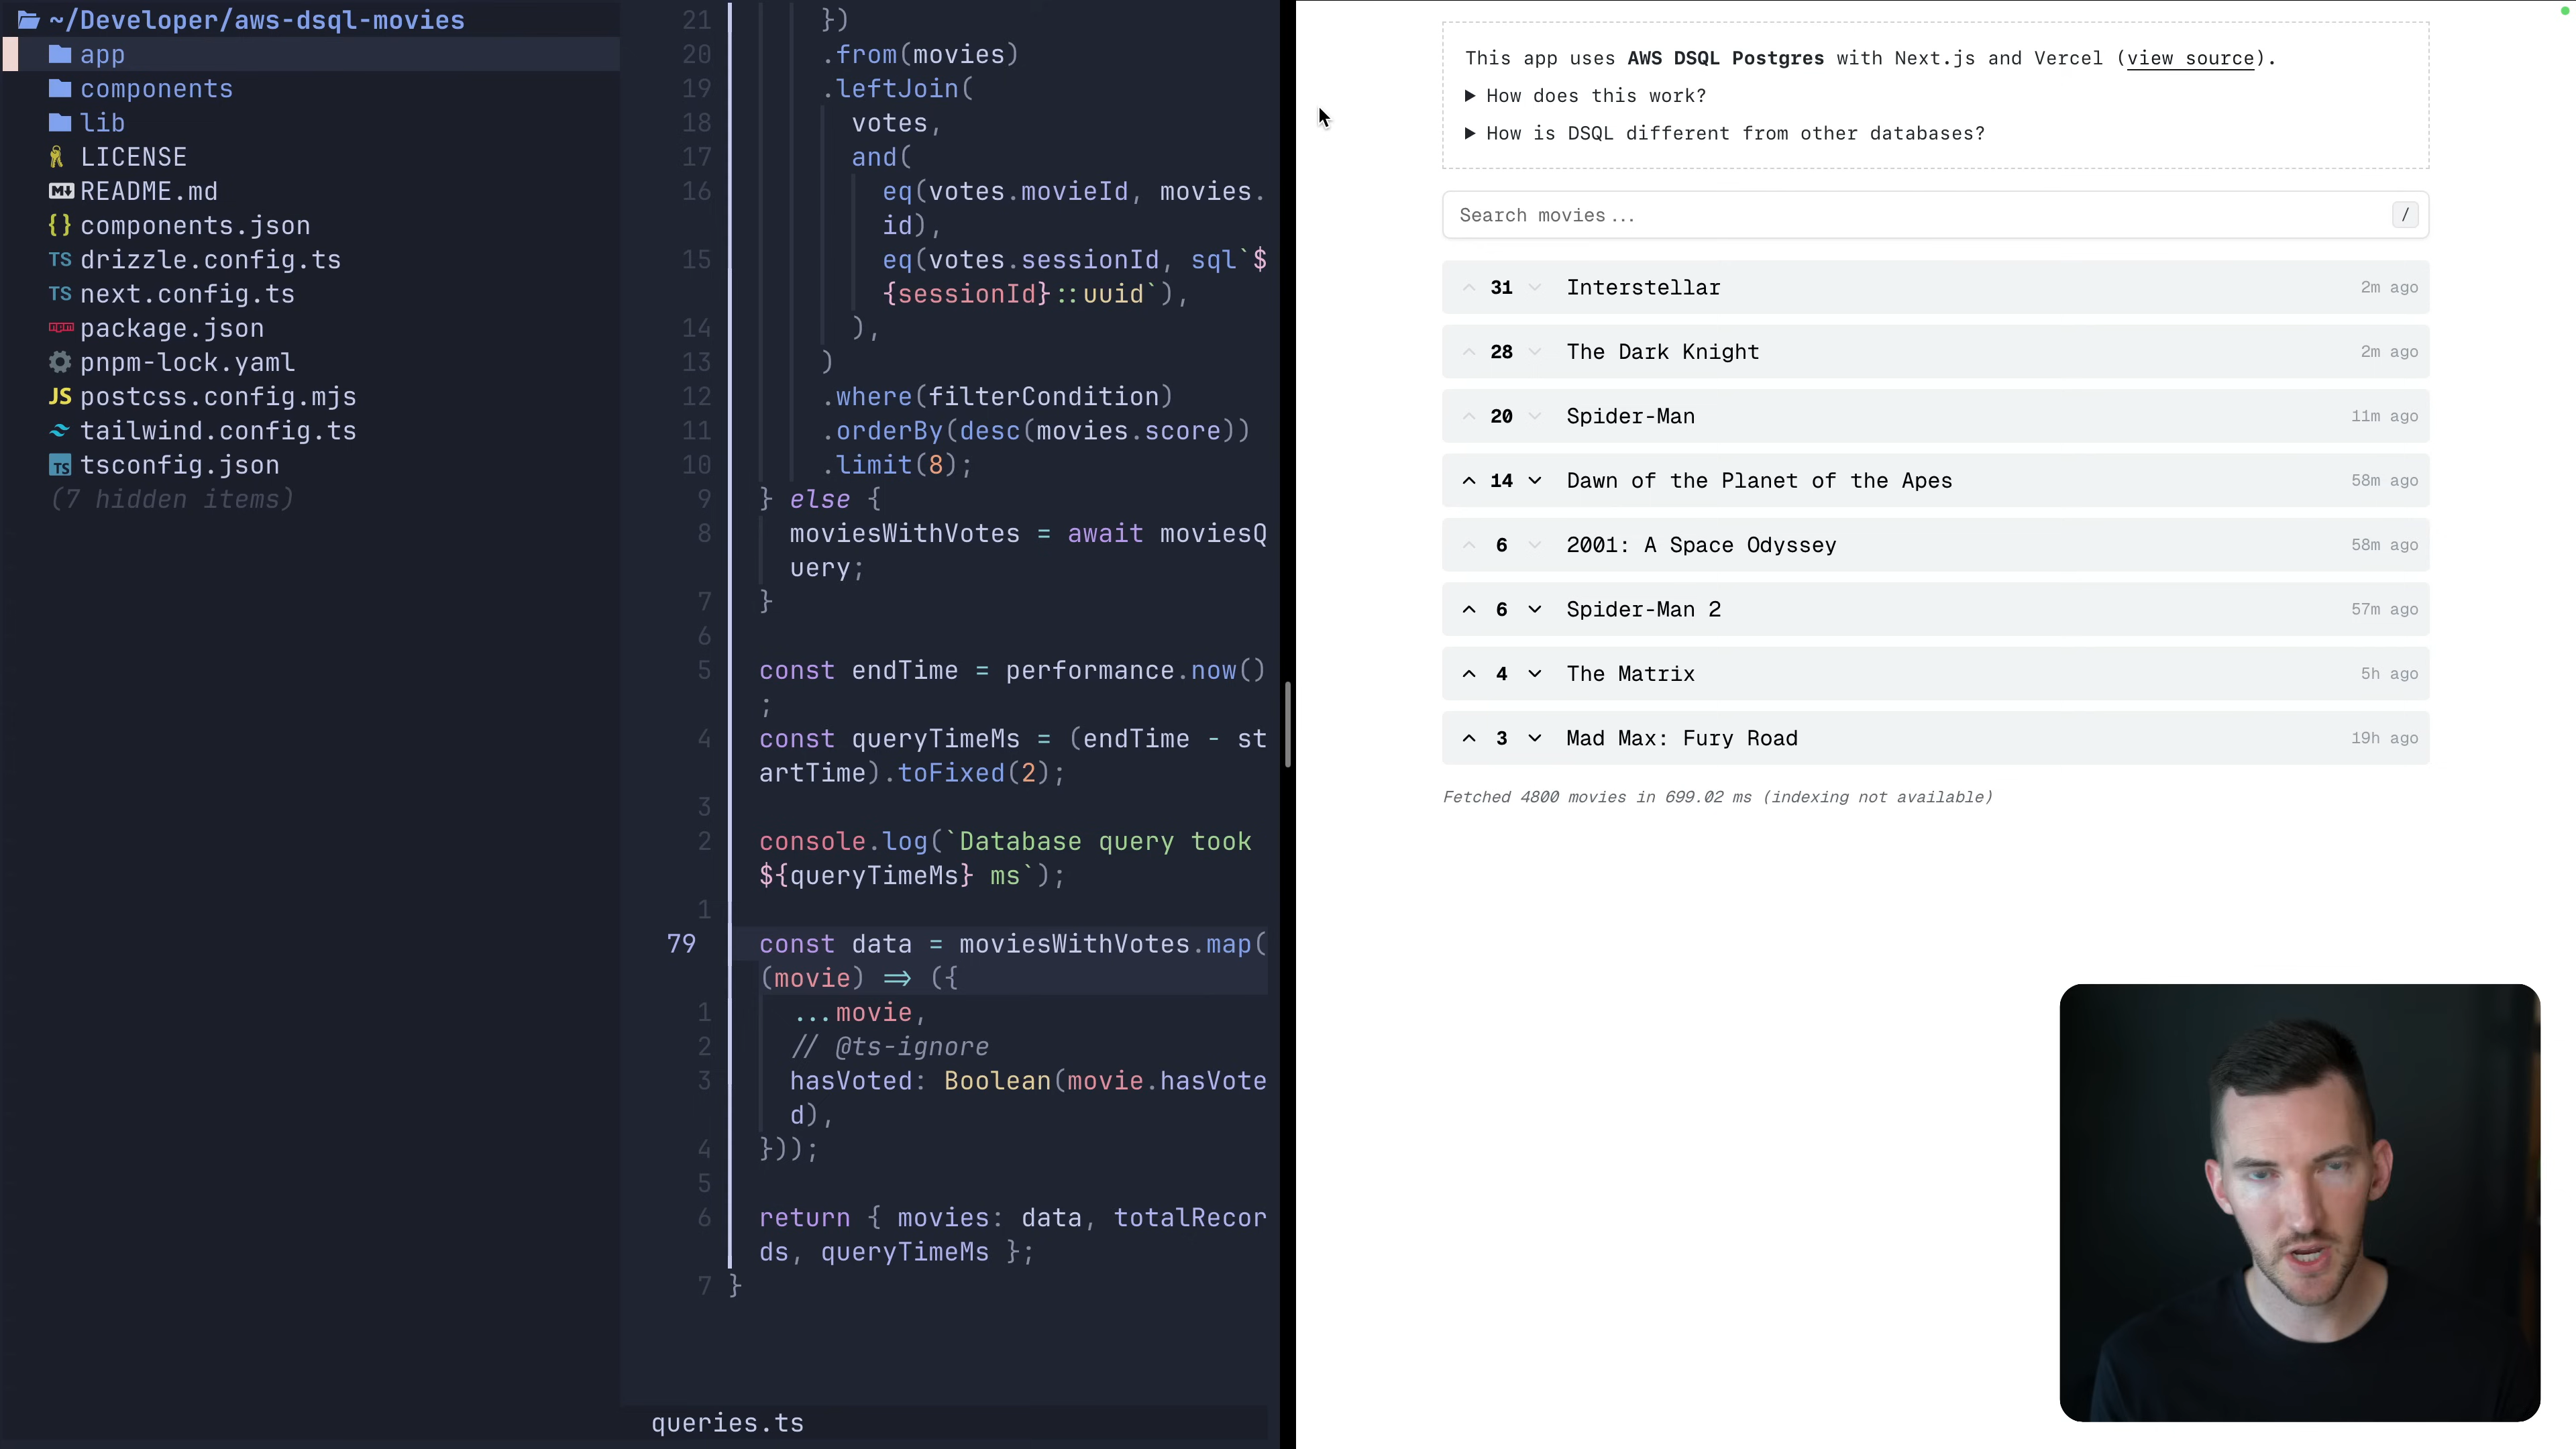 ~/Developer/aws-dsql-movies
app
components
lib
LICENSE
README.md
components.json
drizzle.config.ts
next.config.ts
package.json
pnpm-lock.yaml
postcss.config.mjs
tailwind.config.ts
tsconfig.json
(7 hidden items)
21 })
20 .from(movies)
19 .leftJoin(
18 votes,
17 and(
16 eq(votes.movieId, movies.
id),
15 eq(votes.sessionId, sql`$
{sessionId}::uuid`),
14 ),
13 )
12 .where(filterCondition)
11 .orderBy(desc(movies.score))
10 .limit(8);
9 } else {
8 moviesWithVotes = await moviesQ
uery;
7 }
6
5 const endTime = performance.now()
;
4 const queryTimeMs = (endTime - st
artTime).toFixed(2);
3
2 console.log(`Database query took
${queryTimeMs} ms`);
1
79 const data = moviesWithVotes.map(
(movie) => ({
1 ...movie,
2 // @ts-ignore
3 hasVoted: Boolean(movie.hasVote
d),
4 }));
5
6 return { movies: data, totalRecor
ds, queryTimeMs };
7 }
queries.ts
This app uses AWS DSQL Postgres with Next.js and Vercel (view source).
▶ How does this work?
▶ How is DSQL different from other databases?
Search movies... /
31 Interstellar 2m ago
28 The Dark Knight 2m ago
20 Spider-Man 11m ago
14 Dawn of the Planet of the Apes 58m ago
6 2001: A Space Odyssey 58m ago
6 Spider-Man 2 57m ago
4 The Matrix 5h ago
3 Mad Max: Fury Road 19h ago
Fetched 4800 movies in 699.02 ms (indexing not available)